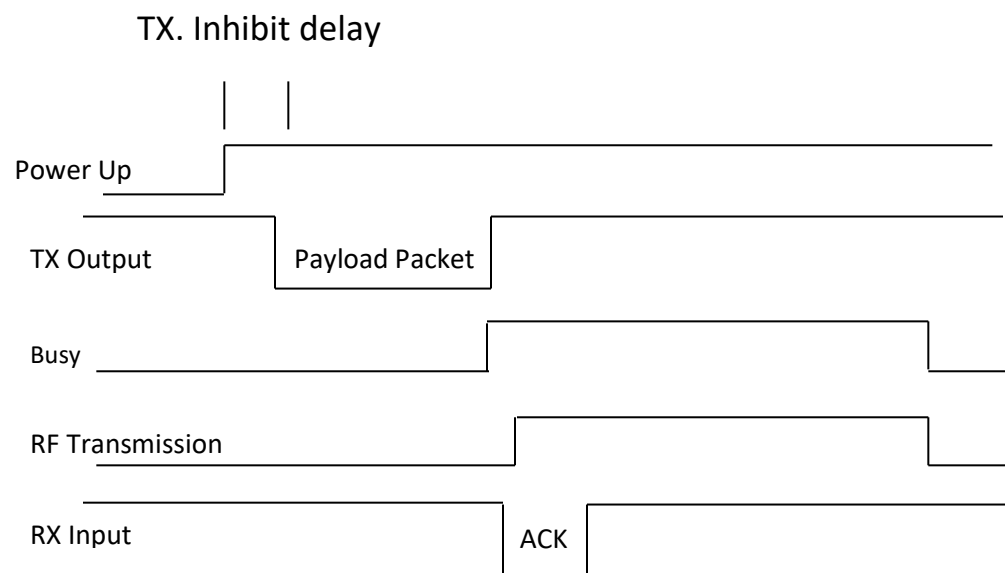 TX. Inhibit delay
Power Up
TX Output
Payload Packet
Busy
RF Transmission
RX Input
ACK